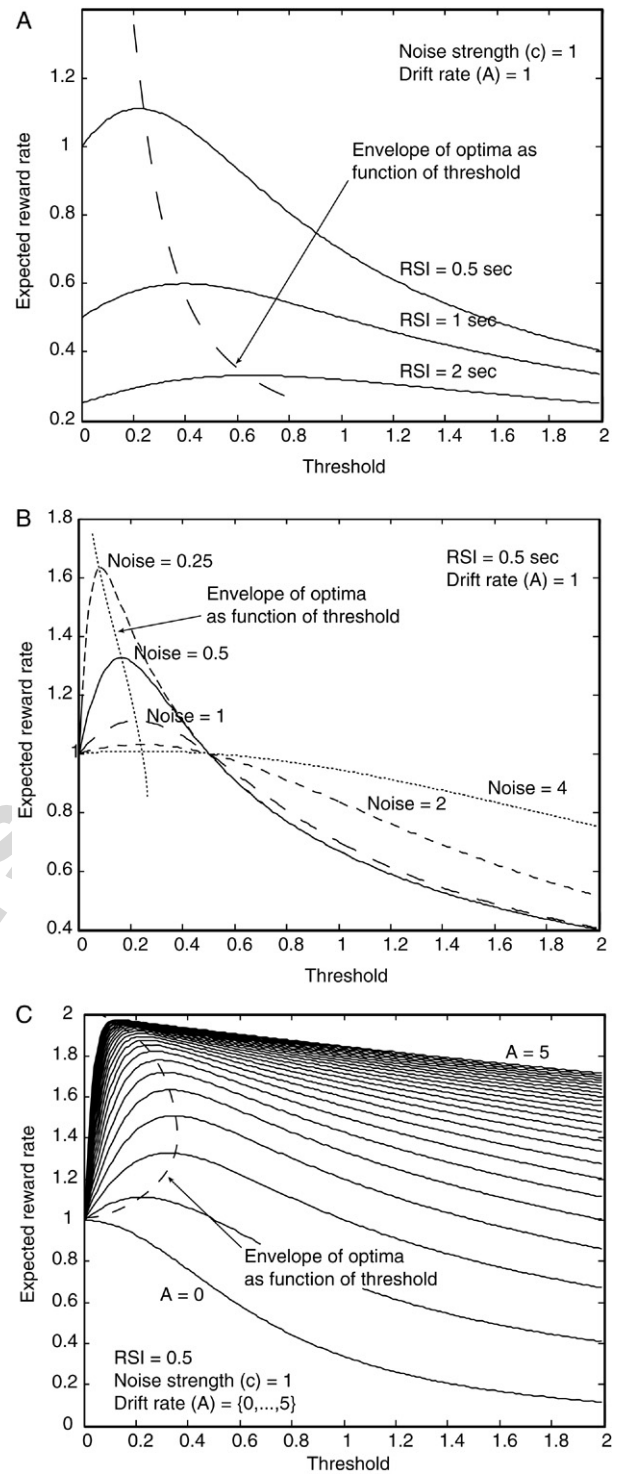 A
Noise strength (c) = 1
Drift rate (A) = 1
Envelope of optima as
function of threshold
RSI = 0.5 sec
RSI = 1 sec
RSI = 2 sec
Expected reward rate
1.2
1
0.8
0.6
0.4
0.2
0 0.2 0.4 0.6 0.8 1 1.2 1.4 1.6 1.8 2
Threshold
B
RSI = 0.5 sec
Drift rate (A) = 1
Noise = 0.25
Envelope of optima
as function of threshold
Noise = 0.5
Noise = 1
Noise = 2
Noise = 4
Expected reward rate
1.8
1.6
1.4
1.2
1
0.8
0.6
0.4
0 0.2 0.4 0.6 0.8 1 1.2 1.4 1.6 1.8 2
Threshold
C
A = 5
Envelope of optima
as function of threshold
A = 0
RSI = 0.5
Noise strength (c) = 1
Drift rate (A) = {0,...,5}
Expected reward rate
2
1.8
1.6
1.4
1.2
1
0.8
0.6
0.4
0.2
0
0 0.2 0.4 0.6 0.8 1 1.2 1.4 1.6 1.8 2
Threshold